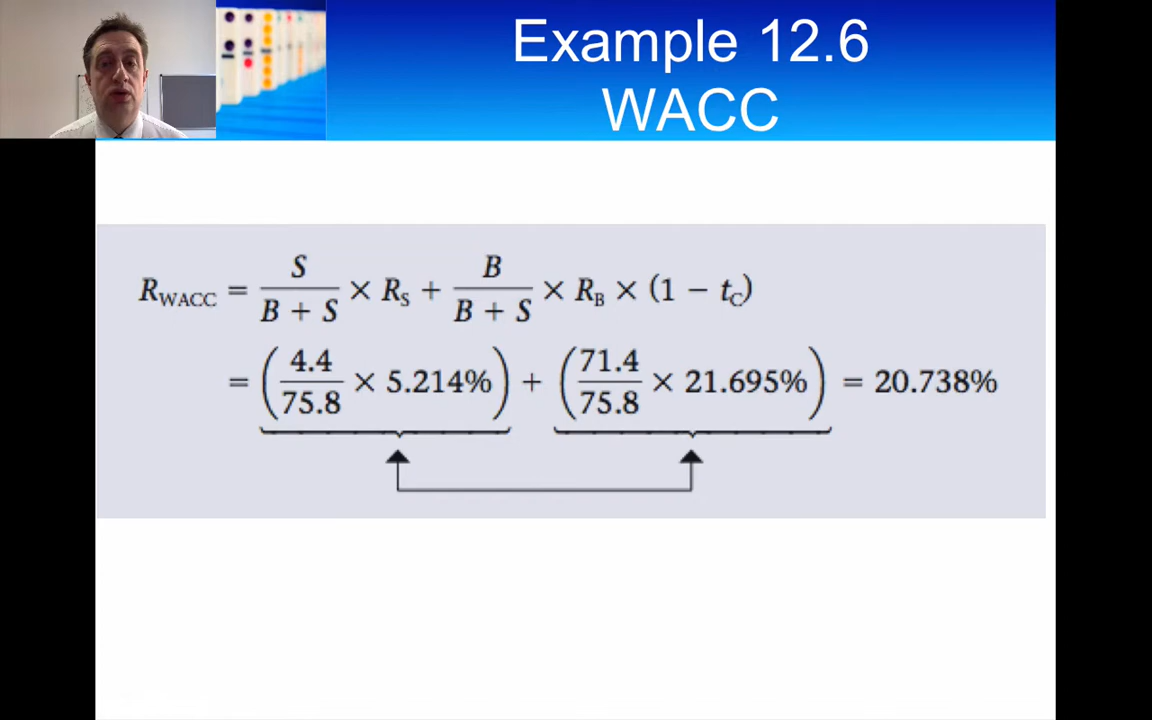 Example 12.6
WACC
R_WACC = S/(B + S) × R_S + B/(B + S) × R_B × (1 − t_C)
= (4.4/75.8 × 5.214%) + (71.4/75.8 × 21.695%) = 20.738%